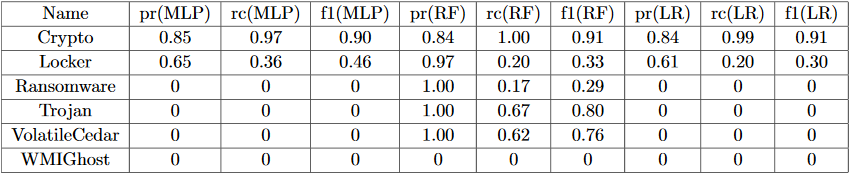 Name pr(MLP) rc(MLP) f1(MLP) pr(RF) rc(RF) f1(RF) pr(LR) rc(LR) f1(LR)
Crypto 0.85 0.97 0.90 0.84 1.00 0.91 0.84 0.99 0.91
Locker 0.65 0.36 0.46 0.97 0.20 0.33 0.61 0.20 0.30
Ransomware 0 0 0 1.00 0.17 0.29 0 0 0
Trojan 0 0 0 1.00 0.67 0.80 0 0 0
VolatileCedar 0 0 0 1.00 0.62 0.76 0 0 0
WMIGhost 0 0 0 0 0 0 0 0 0